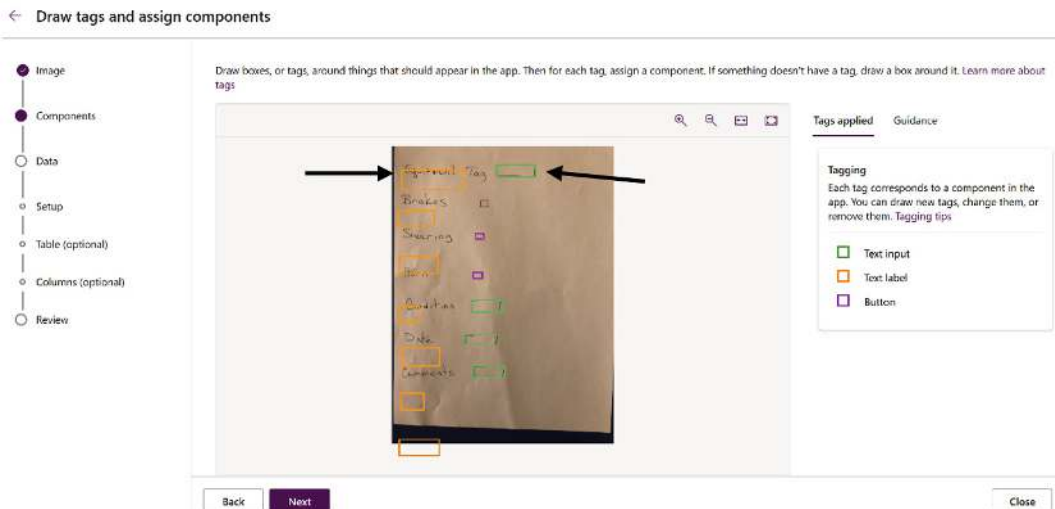 ← Draw tags and assign components
Image
Components
Data
Setup
Table (optional)
Columns (optional)
Review
Draw boxes, or tags, around things that should appear in the app. Then for each tag, assign a component. If something doesn't have a tag, draw a box around it. Learn more about
tags
Equipment Tag
Brakes
Steering
Horn
Condition
Date
Comments
Tags applied Guidance
Tagging
Each tag corresponds to a component in the
app. You can draw new tags, change them, or
remove them. Tagging tips
Text input
Text label
Button
Back Next Close